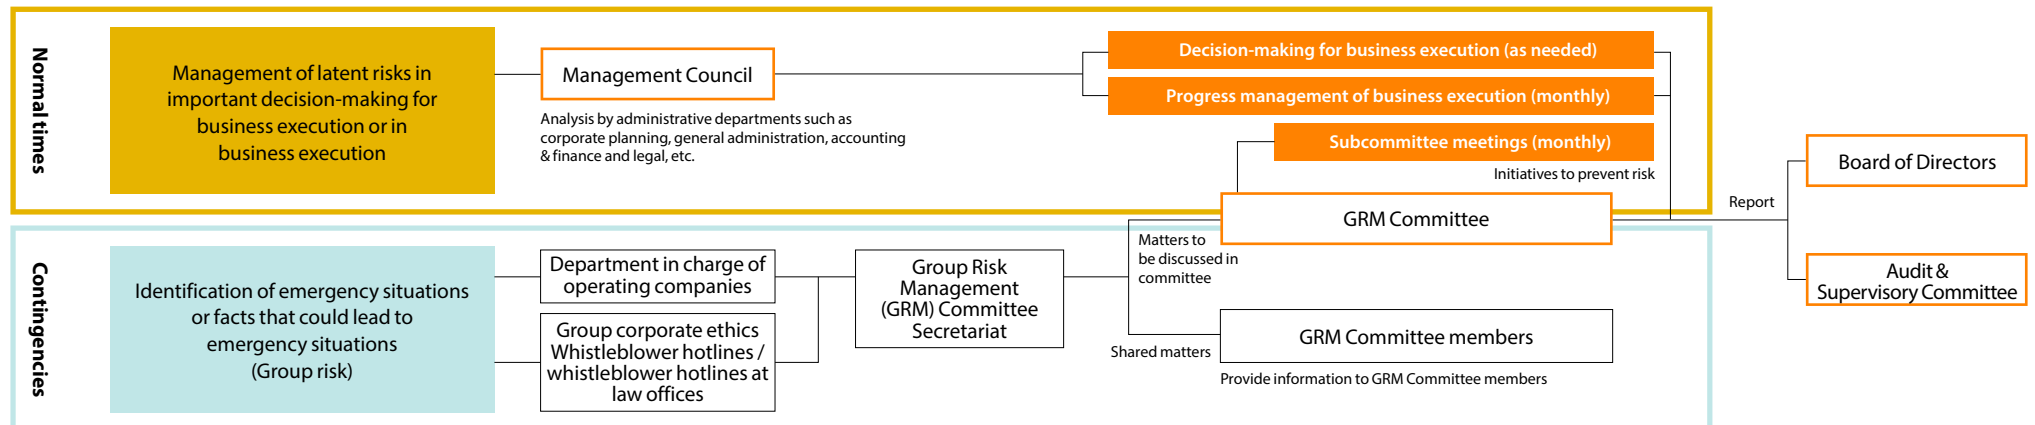 Normal times
Management of latent risks in
important decision-making for
business execution or in
business execution
Management Council
Analysis by administrative departments such as
corporate planning, general administration, accounting
& finance and legal, etc.
Decision-making for business execution (as needed)
Progress management of business execution (monthly)
Subcommittee meetings (monthly)
Initiatives to prevent risk
GRM Committee
Report
Board of Directors
Audit &
Supervisory Committee
Contingencies
Identification of emergency situations
or facts that could lead to
emergency situations
(Group risk)
Department in charge of
operating companies
Group corporate ethics
Whistleblower hotlines /
whistleblower hotlines at
law offices
Group Risk
Management
(GRM) Committee
Secretariat
Matters to
be discussed in
committee
Shared matters
GRM Committee members
Provide information to GRM Committee members